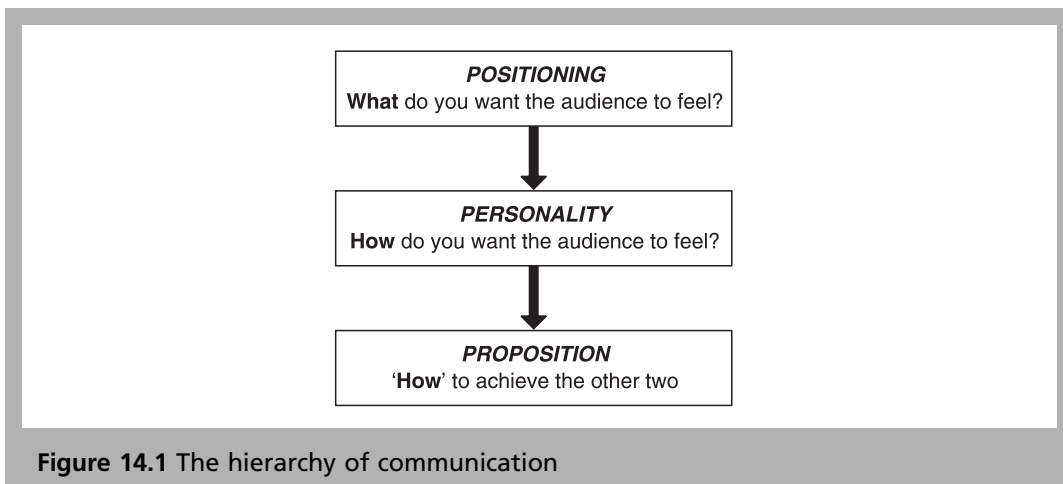 POSITIONING
What do you want the audience to feel?
PERSONALITY
How do you want the audience to feel?
PROPOSITION
‘How’ to achieve the other two
Figure 14.1 The hierarchy of communication